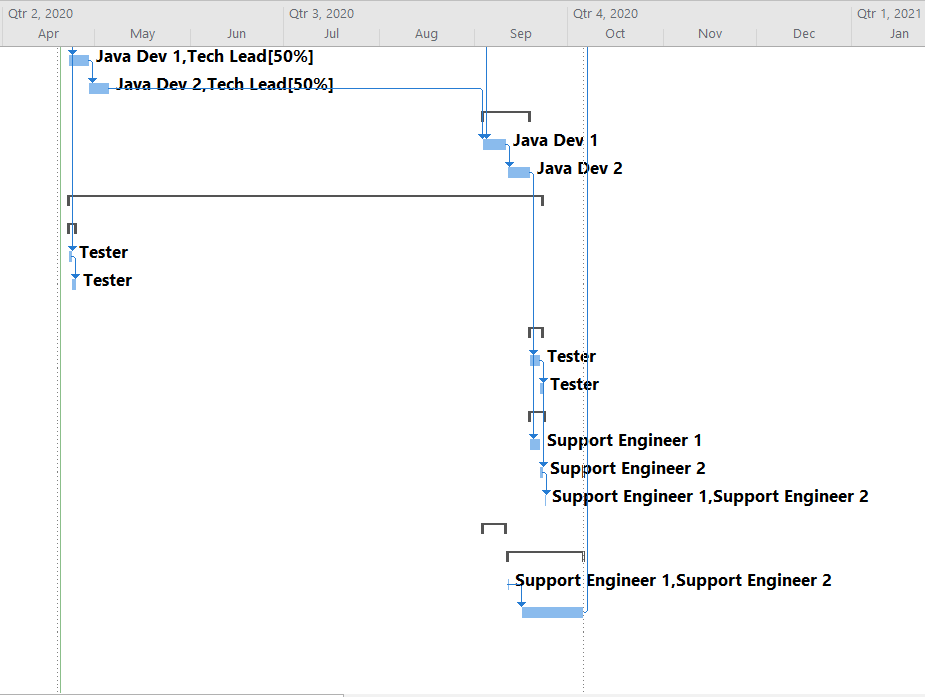 Qtr 2, 2020 Qtr 3, 2020 Qtr 4, 2020 Qtr 1, 2021
Apr May Jun Jul Aug Sep Oct Nov Dec Jan
Java Dev 1,Tech Lead[50%]
Java Dev 2,Tech Lead[50%]
Java Dev 1
Java Dev 2
Tester
Tester
Tester
Tester
Support Engineer 1
Support Engineer 2
Support Engineer 1,Support Engineer 2
Support Engineer 1,Support Engineer 2